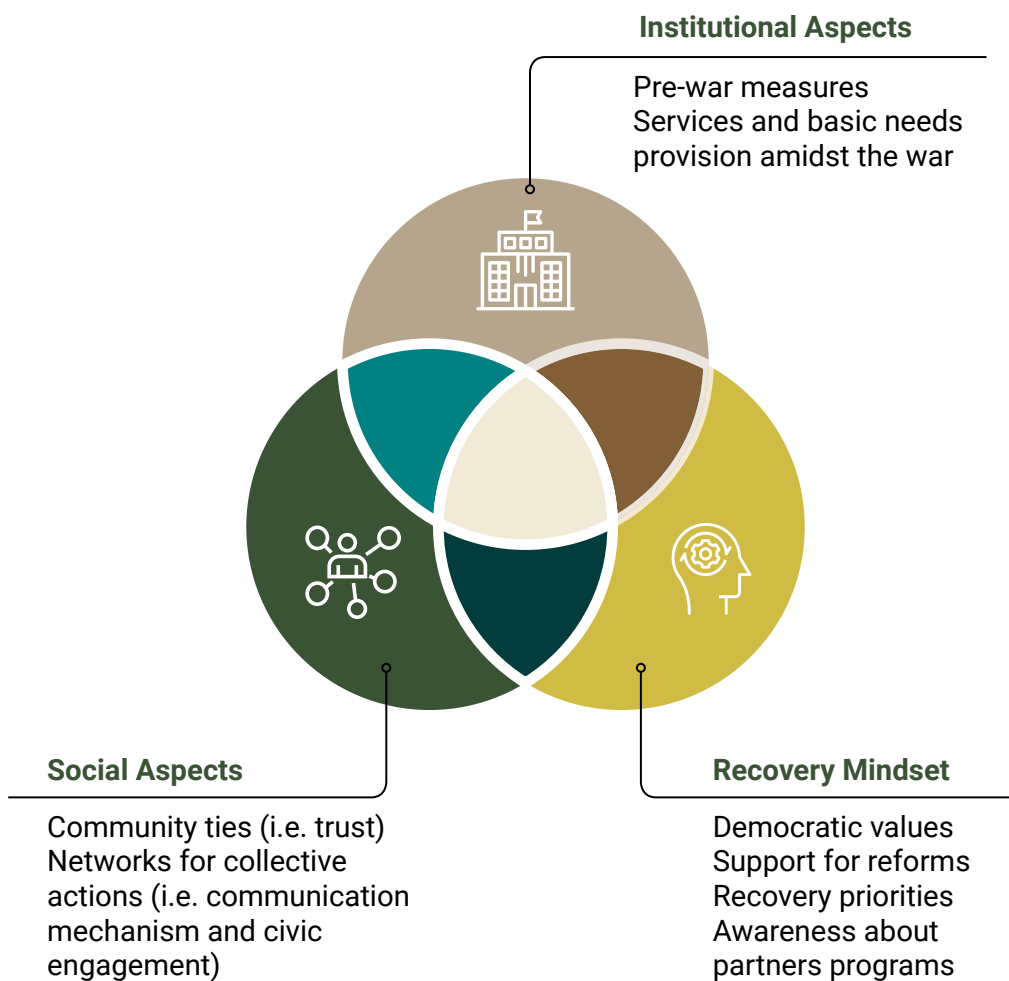 Institutional Aspects
Pre-war measures
Services and basic needs
provision amidst the war
Social Aspects
Community ties (i.e. trust)
Networks for collective
actions (i.e. communication
mechanism and civic
engagement)
Recovery Mindset
Democratic values
Support for reforms
Recovery priorities
Awareness about
partners programs